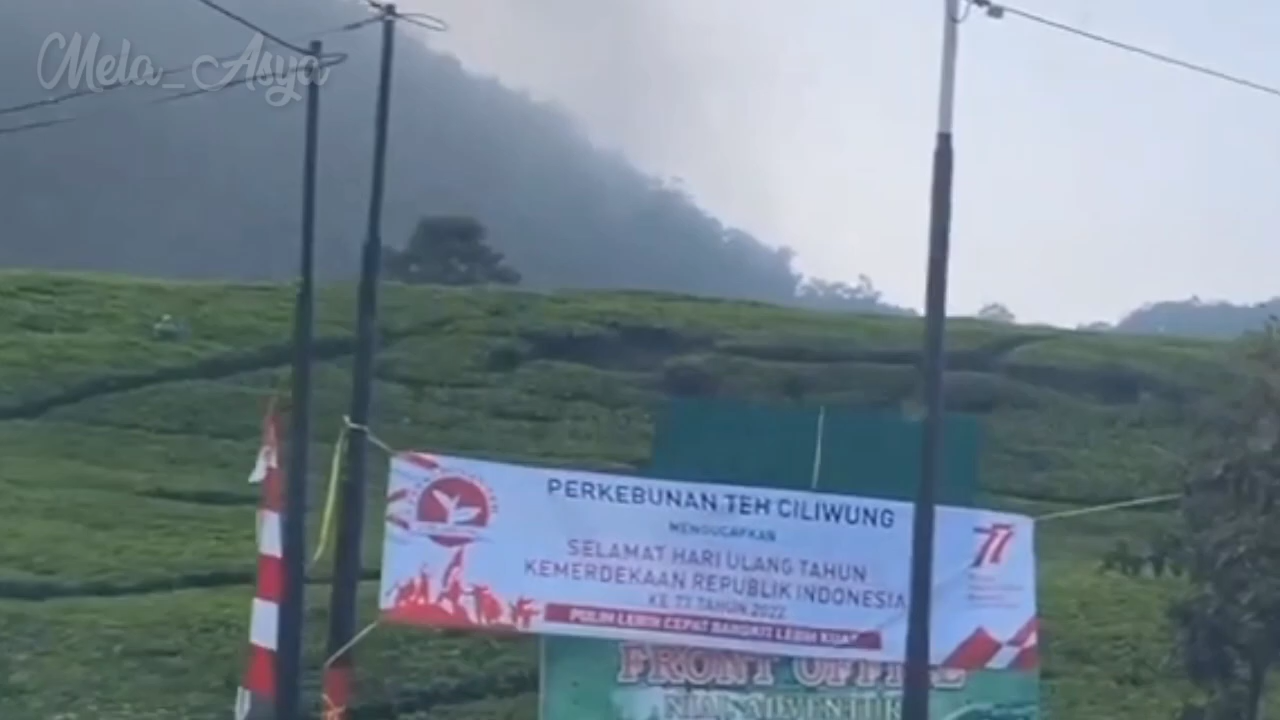 Mela_Asya
PERKEBUNAN TEH CILIWUNG
MENGUCAPKAN
SELAMAT HARI ULANG TAHUN
KEMERDEKAAN REPUBLIK INDONESIA
KE 77 TAHUN 2022
PULIH LEBIH CEPAT BANGKIT LEBIH KUAT
77
FRONT OFFICE